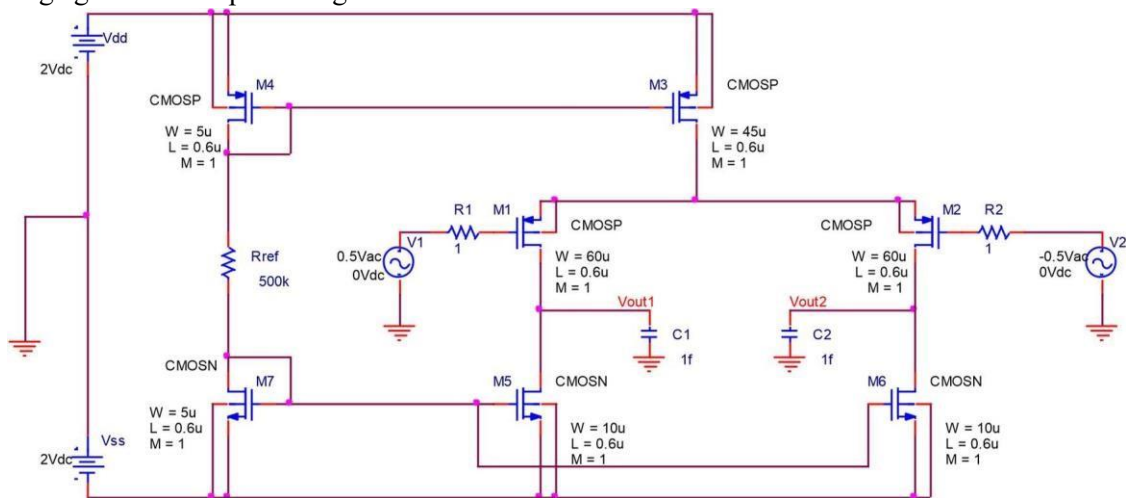 Vdd
2Vdc
M4
CMOSP
W = 5u
L = 0.6u
M = 1
M3
CMOSP
W = 45u
L = 0.6u
M = 1
Rref
500k
V1
0.5Vac
0Vdc
R1
1
M1
CMOSP
W = 60u
L = 0.6u
M = 1
CMOSP
M2
W = 60u
L = 0.6u
M = 1
R2
1
V2
-0.5Vac
0Vdc
Vout1
C1
1f
Vout2
C2
1f
CMOSN
M7
W = 5u
L = 0.6u
M = 1
M5
CMOSN
W = 10u
L = 0.6u
M = 1
M6
CMOSN
W = 10u
L = 0.6u
M = 1
Vss
2Vdc